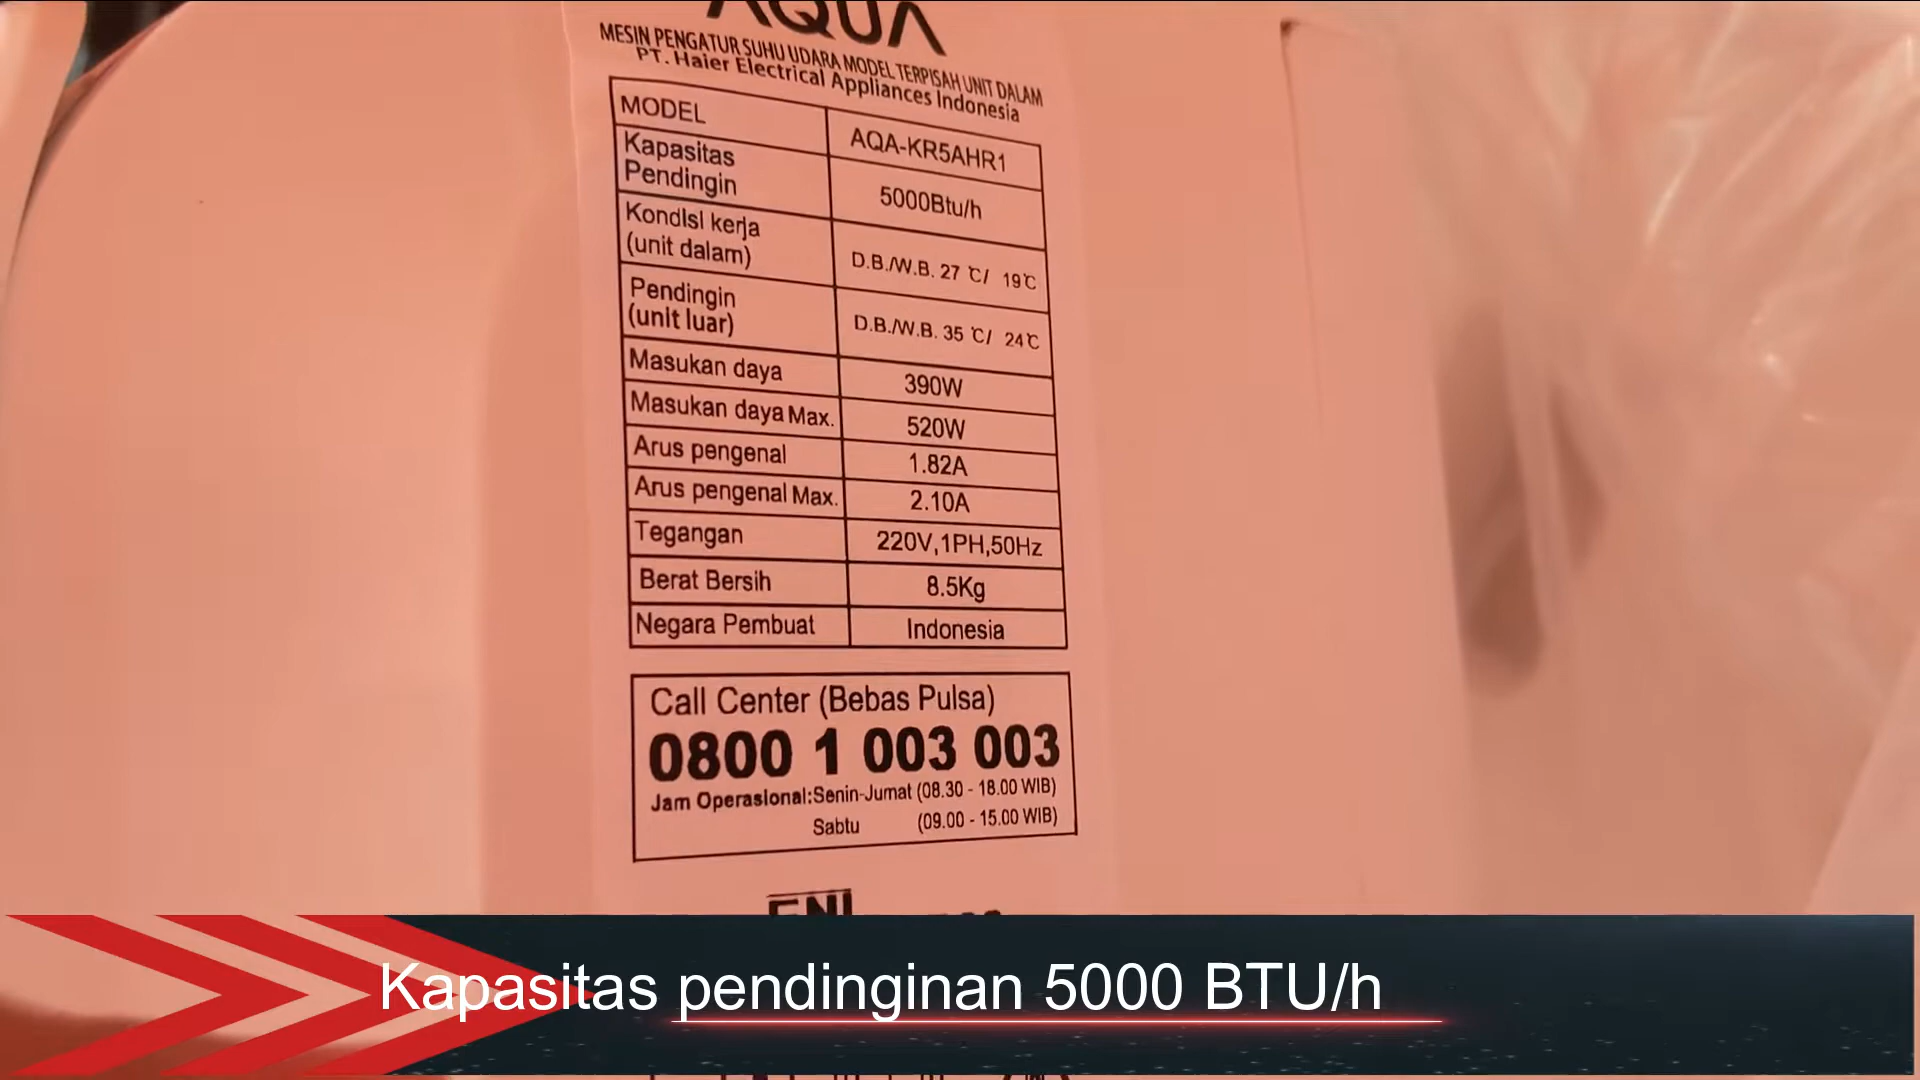 AQUA
MESIN PENGATUR SUHU UDARA MODEL TERPISAH UNIT DALAM
PT. Haier Electrical Appliances Indonesia
MODEL AQA-KR5AHR1
Kapasitas
Pendingin 5000Btu/h
Kondisi kerja
(unit dalam) D.B./W.B. 27 ℃/ 19℃
Pendingin
(unit luar) D.B./W.B. 35 ℃/ 24℃
Masukan daya 390W
Masukan daya Max. 520W
Arus pengenal 1.82A
Arus pengenal Max. 2.10A
Tegangan 220V,1PH,50Hz
Berat Bersih 8.5Kg
Negara Pembuat Indonesia
Call Center (Bebas Pulsa)
0800 1 003 003
Jam Operasional:Senin-Jumat (08.30 - 18.00 WIB)
Sabtu (09.00 - 15.00 WIB)
Kapasitas pendinginan 5000 BTU/h